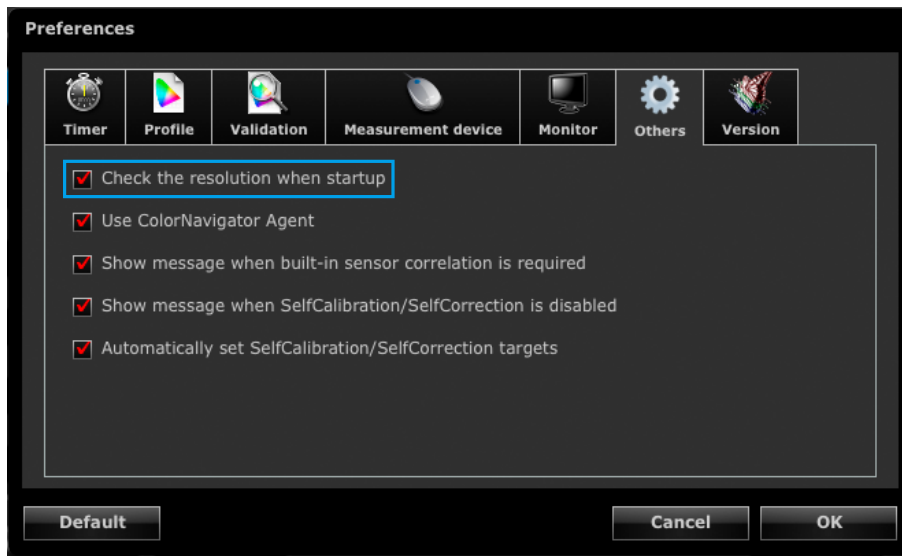 Preferences
Timer
Profile
Validation
Measurement device
Monitor
Others
Version
Check the resolution when startup
Use ColorNavigator Agent
Show message when built-in sensor correlation is required
Show message when SelfCalibration/SelfCorrection is disabled
Automatically set SelfCalibration/SelfCorrection targets
Default
Cancel
OK